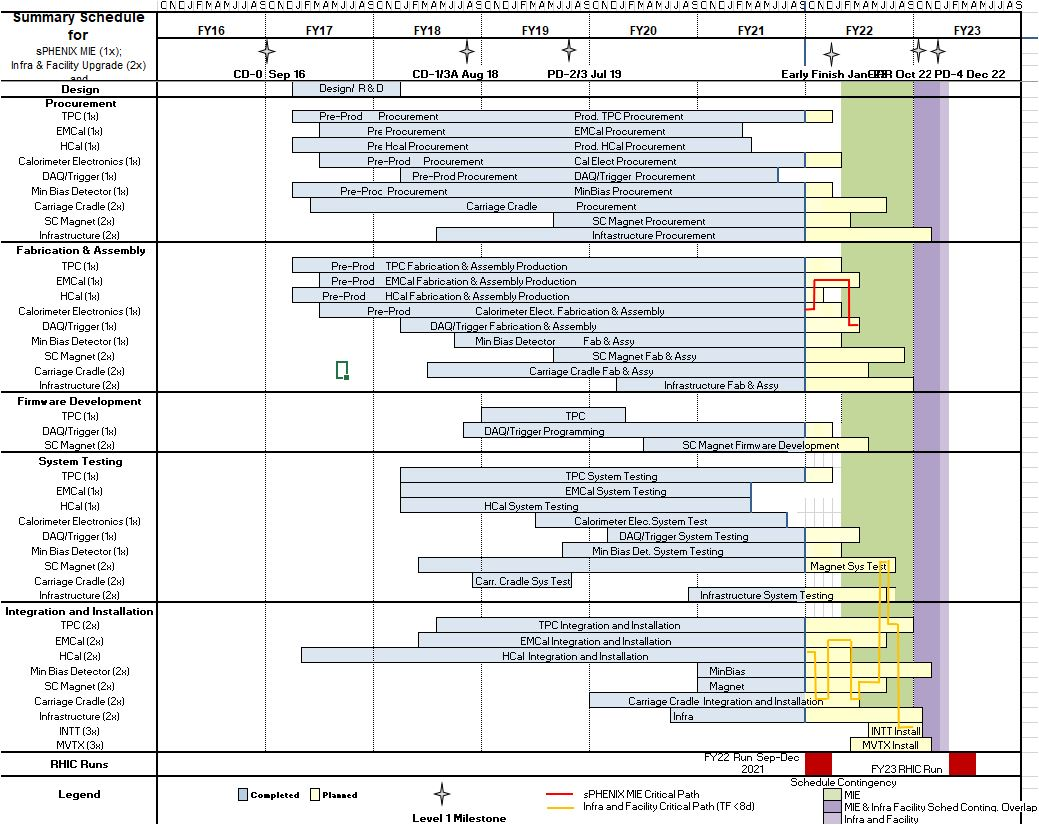 O N D J F M A M J J A S O N D J F M A M J J A S O N D J F M A M J J A S O N D J F M A M J J A S O N D J F M A M J J A S O N D J F M A M J J A S O N D J F M A M J J A S O N D J F M A M J J A S
Summary Schedule
for
sPHENIX MIE (1x);
Infra & Facility Upgrade (2x)
and
FY16 FY17 FY18 FY19 FY20 FY21 FY22 FY23
CD-0 Sep 16 CD-1/3A Aug 18 PD-2/3 Jul 19 Early Finish Jan Oct 22 PD-4 Dec 22
Design Design/ R & D
Procurement
TPC (1x) Pre-Prod Procurement Prod. TPC Procurement
EMCal (1x) Pre Procurement EMCal Procurement
HCal (1x) Pre Hcal Procurement Prod. HCal Procurement
Calorimeter Electronics (1x) Pre-Prod Procurement Cal Elect Procurement
DAQ/Trigger (1x) Pre-Prod Procurement DAQ/Trigger Procurement
Min Bias Detector (1x) Pre-Proc Procurement MinBias Procurement
Carriage Cradle (2x) Carriage Cradle Procurement
SC Magnet (2x) SC Magnet Procurement
Infrastructure (2x) Inftastructure Procurement
Fabrication & Assembly
TPC (1x) Pre-Prod TPC Fabrication & Assembly Production
EMCal (1x) Pre-Prod EMCal Fabrication & Assembly Production
HCal (1x) Pre-Prod HCal Fabrication & Assembly Production
Calorimeter Electronics (1x) Pre-Prod Calorimeter Elect. Fabrication & Assembly
DAQ/Trigger (1x) DAQ/Trigger Fabrication & Assembly
Min Bias Detector (1x) Min Bias Detector Fab & Assy
SC Magnet (2x) SC Magnet Fab & Assy
Carriage Cradle (2x) Carriage Cradle Fab & Assy
Infrastructure (2x) Infrastructure Fab & Assy
Firmware Development
TPC (1x) TPC
DAQ/Trigger (1x) DAQ/Trigger Programming
SC Magnet (2x) SC Magnet Firmware Development
System Testing
TPC (1x) TPC System Testing
EMCal (1x) EMCal System Testing
HCal (1x) HCal System Testing
Calorimeter Electronics (1x) Calorimeter Elec. System Test
DAQ/Trigger (1x) DAQ/Trigger System Testing
Min Bias Detector (1x) Min Bias Det. System Testing
SC Magnet (2x) Magnet Sys Test
Carriage Cradle (2x) Carr. Cradle Sys Test
Infrastructure (2x) Infrastructure System Testing
Integration and Installation
TPC (2x) TPC Integration and Installation
EMCal (2x) EMCal Integration and Installation
HCal (2x) HCal Integration and Installation
Min Bias Detector (2x) MinBias
SC Magnet (2x) Magnet
Carriage Cradle (2x) Carriage Cradle Integration and Installation
Infrastructure (2x) Infra
INTT (3x) INTT Install
MVTX (3x) MVTX Install
RHIC Runs FY22 Run Sep-Dec
2021 FY23 RHIC Run
Legend Completed Planned
Level 1 Milestone
sPHENIX MIE Critical Path
Infra and Facility Critical Path (TF <8d)
Schedule Contingency
MIE
MIE & Infra Facility Sched Conting. Overlap
Infra and Facility